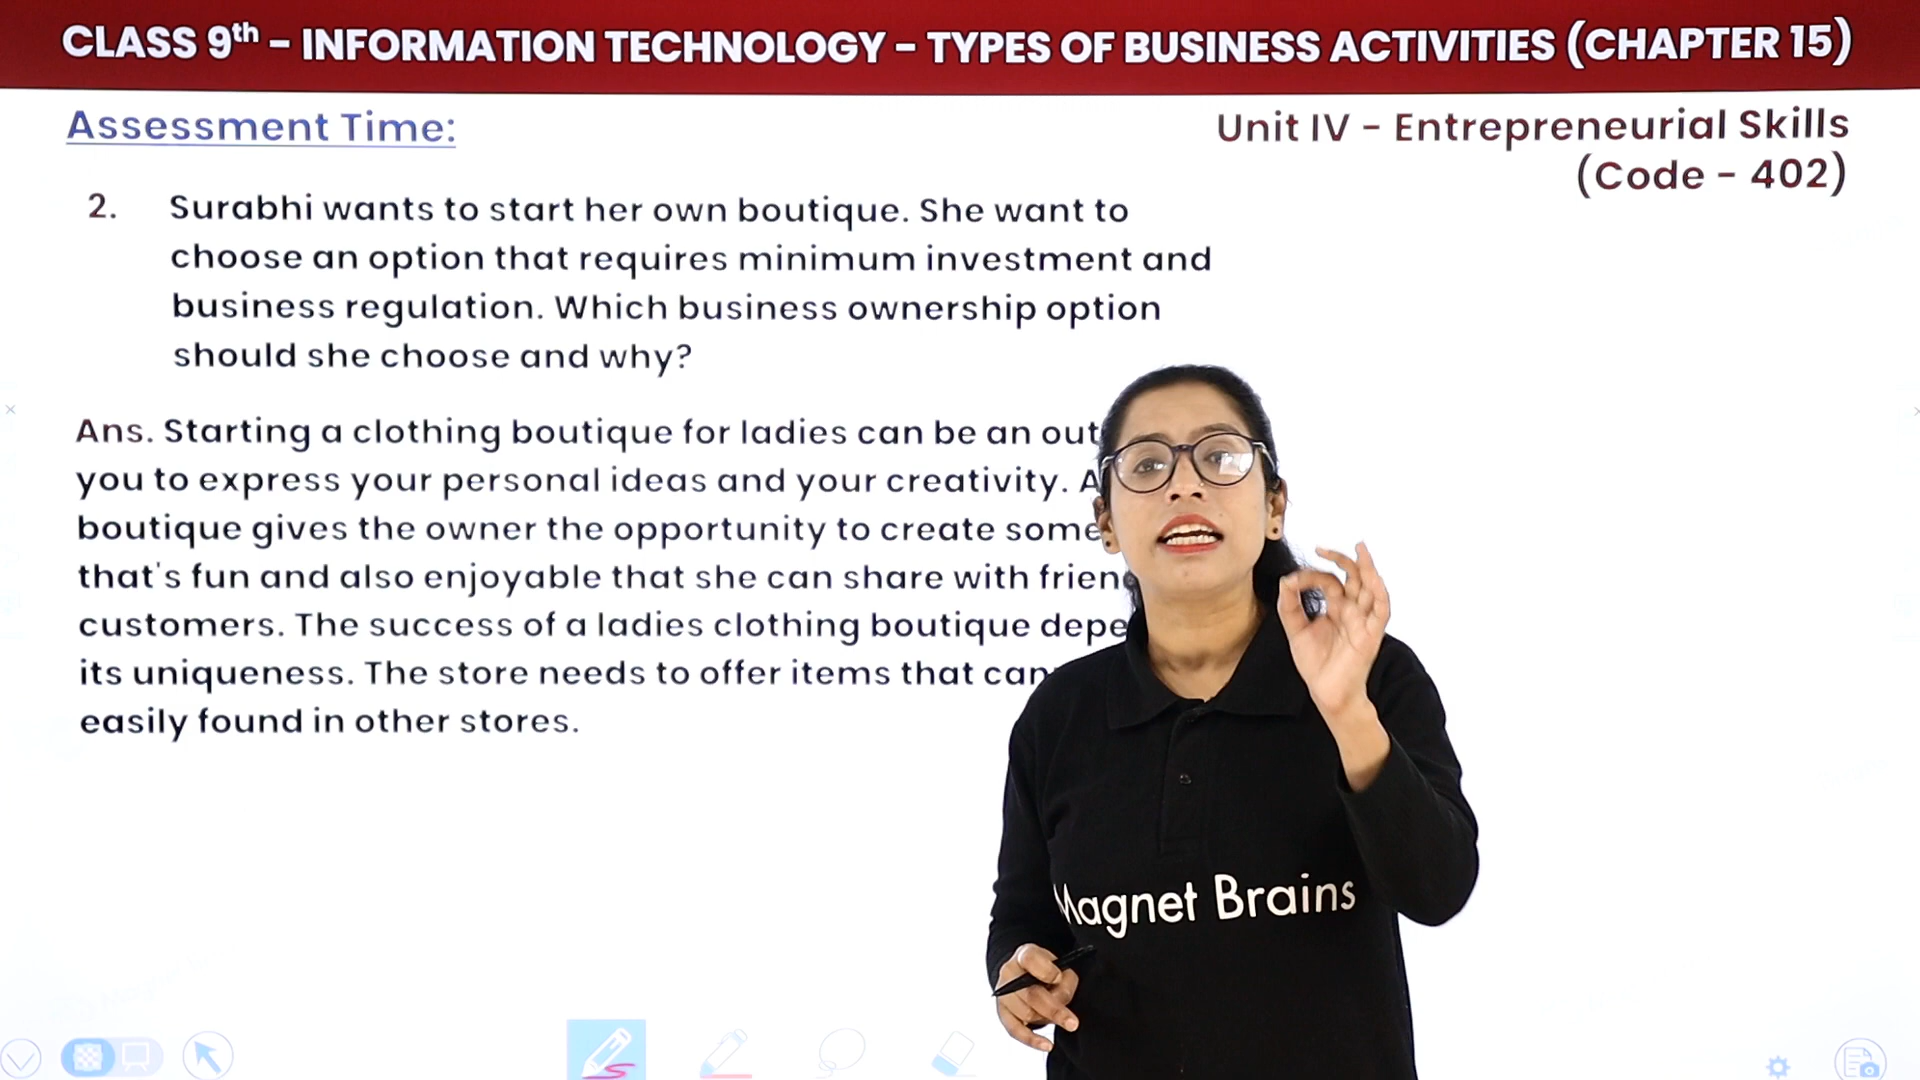 CLASS 9th - INFORMATION TECHNOLOGY - TYPES OF BUSINESS ACTIVITIES (CHAPTER 15)
Assessment Time:
Unit IV - Entrepreneurial Skills
(Code - 402)
2. Surabhi wants to start her own boutique. She want to
choose an option that requires minimum investment and
business regulation. Which business ownership option
should she choose and why?
Ans. Starting a clothing boutique for ladies can be an
you to express your personal ideas and your creativity.
boutique gives the owner the opportunity to create
that's fun and also enjoyable that she can share with
customers. The success of a ladies clothing boutique
its uniqueness. The store needs to offer items that
easily found in other stores.
Magnet Brains